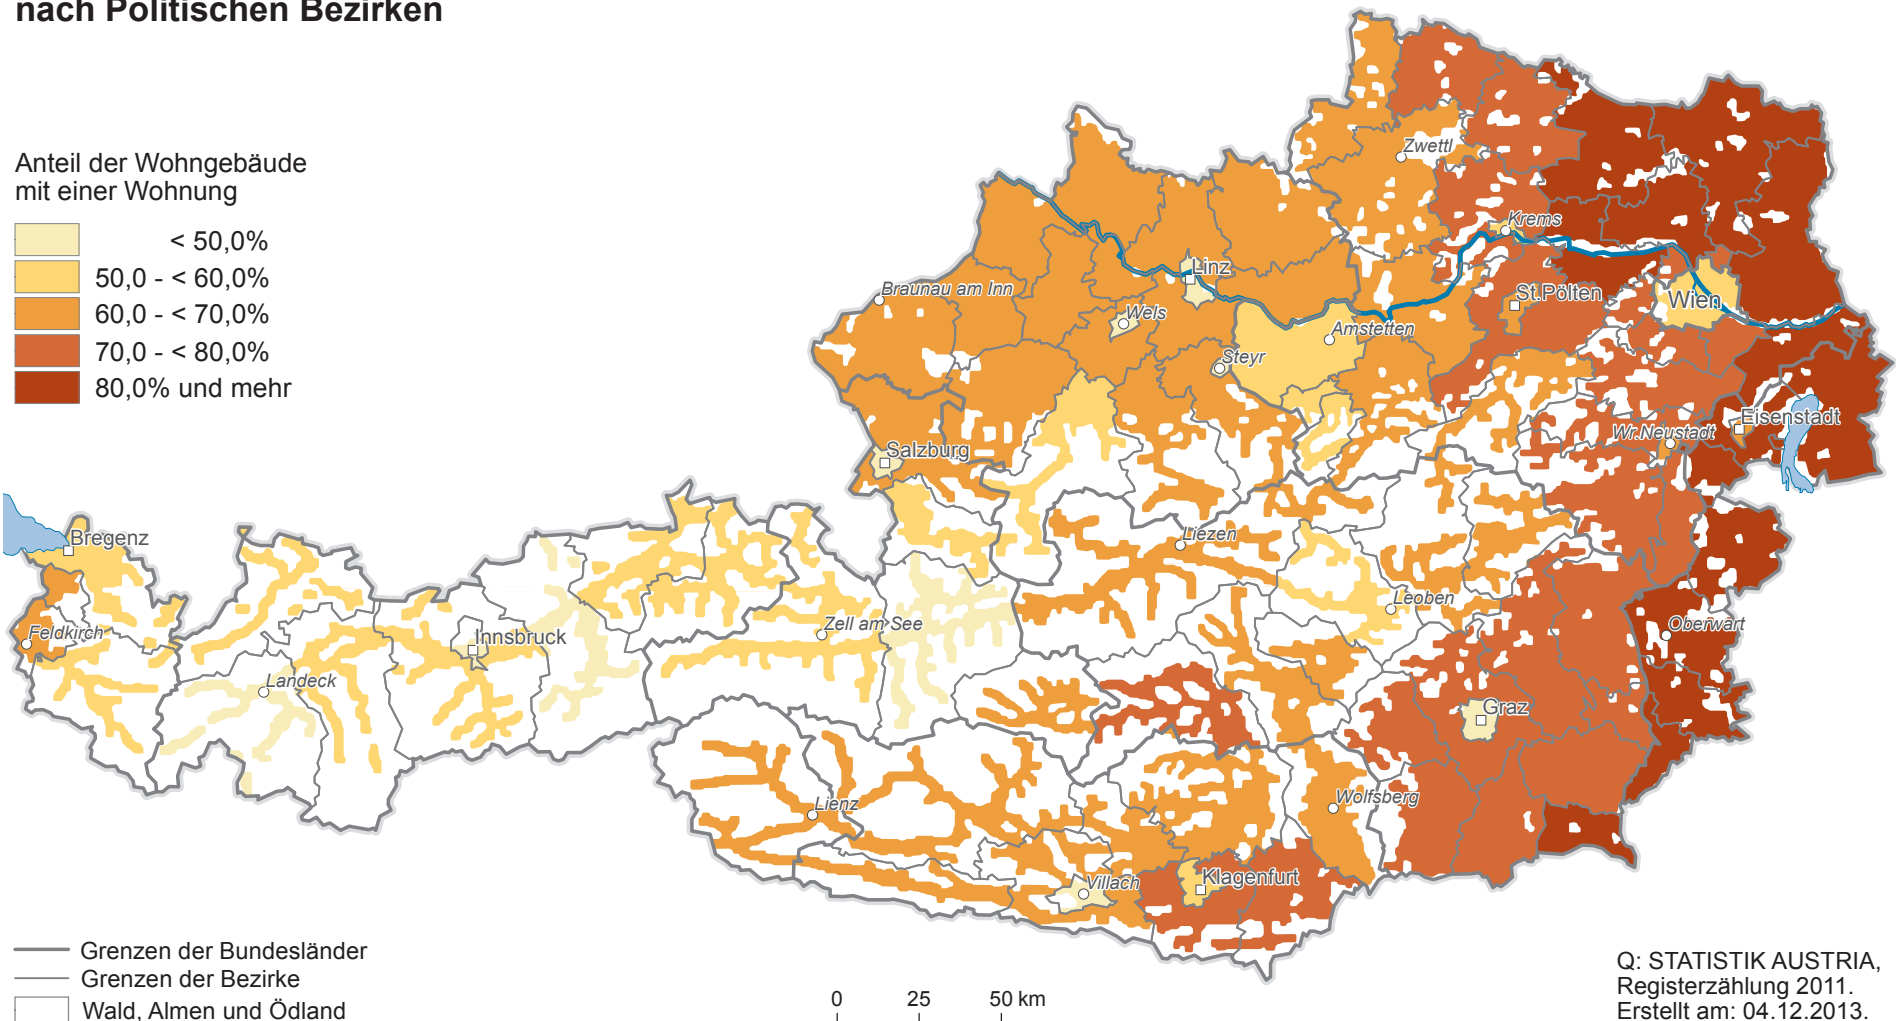 nach Politischen Bezirken
Anteil der Wohngebäude
mit einer Wohnung
< 50,0%
50,0 - < 60,0%
60,0 - < 70,0%
70,0 - < 80,0%
80,0% und mehr
Zwettl
Krems
Linz
Braunau am Inn
St.Pölten
Wien
Wels
Amstetten
Steyr
Eisenstadt
Wr.Neustadt
Salzburg
Bregenz
Liezen
Leoben
Feldkirch
Innsbruck
Zell am See
Oberwart
Landeck
Graz
Lienz
Wolfsberg
Villach
Klagenfurt
Grenzen der Bundesländer
Grenzen der Bezirke
Wald, Almen und Ödland
0 25 50 km
Q: STATISTIK AUSTRIA,
Registerzählung 2011.
Erstellt am: 04.12.2013.